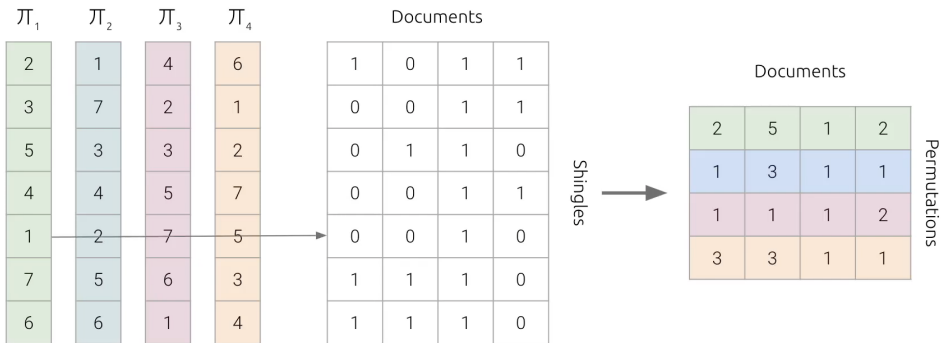 π₁ π₂ π₃ π₄ Documents
2 1 4 6 1 0 1 1
3 7 2 1 0 0 1 1
5 3 3 2 0 1 1 0
4 4 5 7 0 0 1 1
1 2 7 5 0 0 1 0
7 5 6 3 1 1 1 0
6 6 1 4 1 1 1 0
Shingles
Documents
2 5 1 2
1 3 1 1
1 1 1 2
3 3 1 1
Permutations